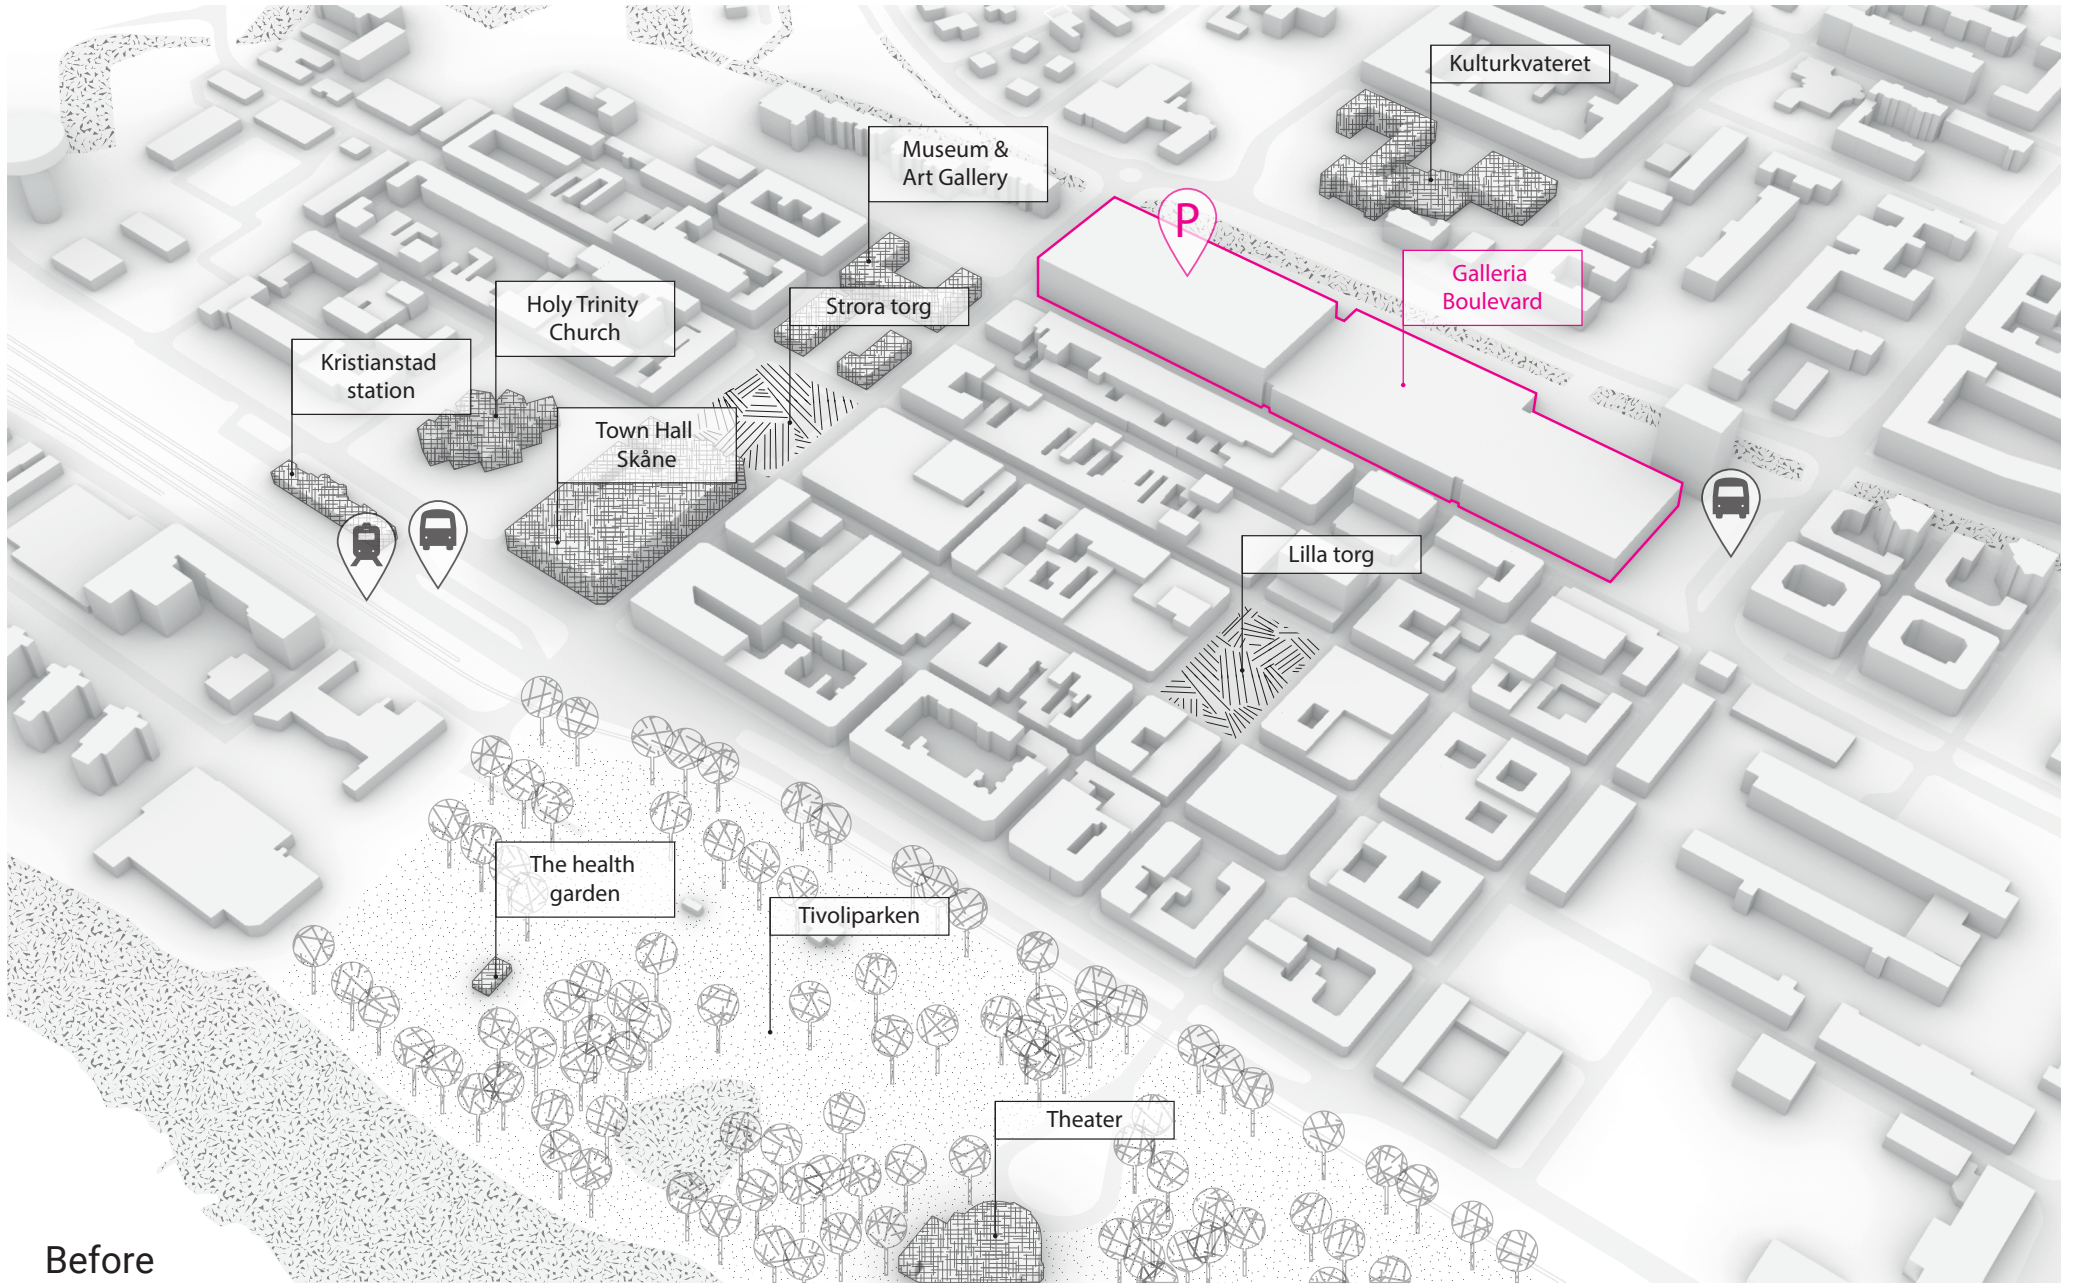 Kulturkvateret
Museum &
Art Gallery
P
Galleria
Boulevard
Holy Trinity
Church
Strora torg
Kristianstad
station
Town Hall
Skåne
Lilla torg
The health
garden
Tivoliparken
Theater
Before